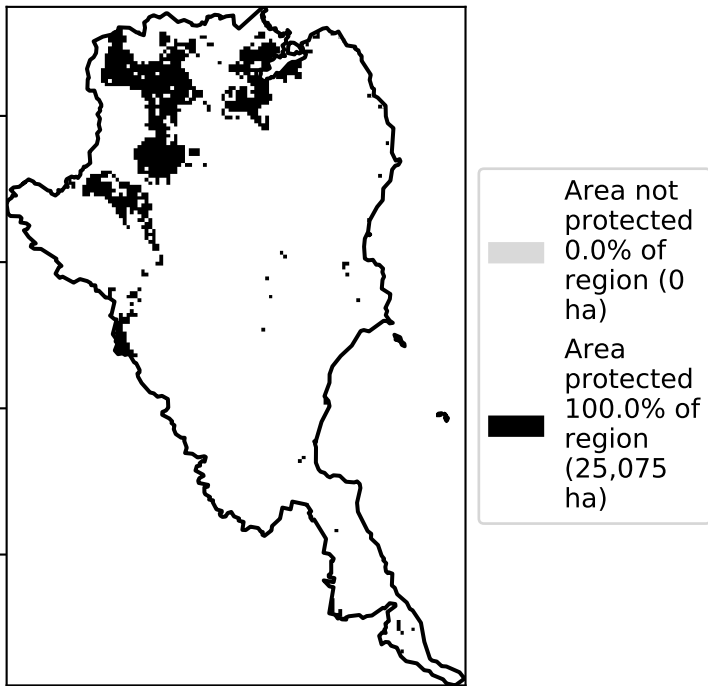 Area not
protected
0.0% of
region (0
ha)
Area
protected
100.0% of
region
(25,075
ha)